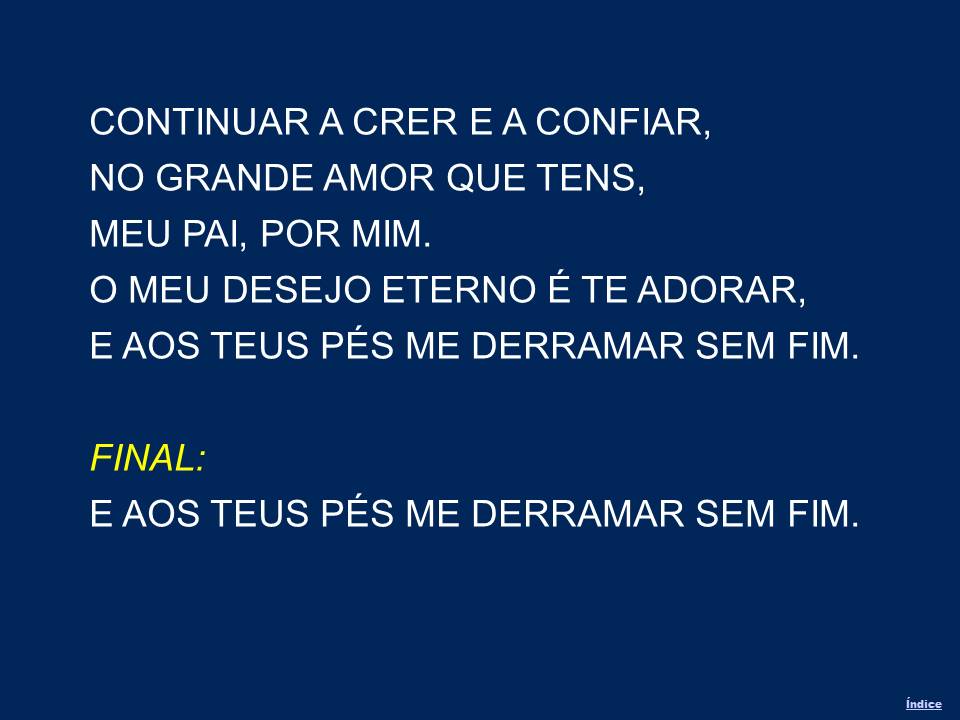 CONTINUAR A CRER E A CONFIAR,
NO GRANDE AMOR QUE TENS,
MEU PAI, POR MIM.
O MEU DESEJO ETERNO É TE ADORAR,
E AOS TEUS PÉS ME DERRAMAR SEM FIM.
FINAL:
E AOS TEUS PÉS ME DERRAMAR SEM FIM.
Índice